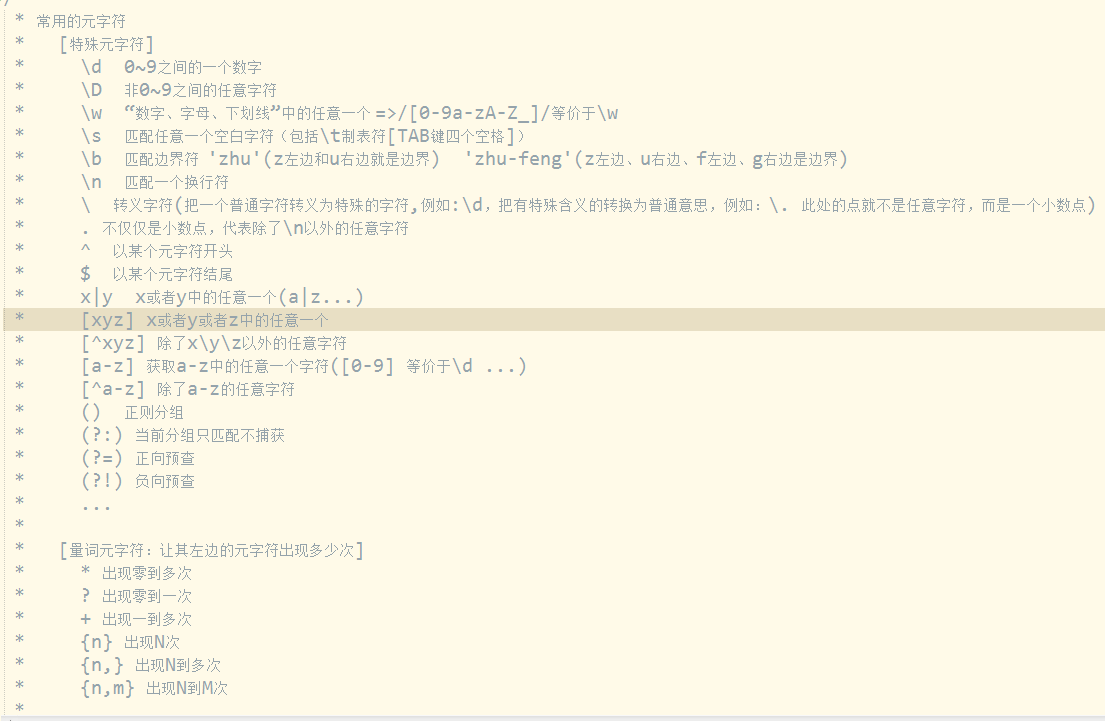 * 常用的元字符
* [特殊元字符]
* \d 0~9之间的一个数字
* \D 非0~9之间的任意字符
* \w “数字、字母、下划线”中的任意一个 =>/[0-9a-zA-Z_]/等价于\w
* \s 匹配任意一个空白字符（包括\t制表符[TAB键四个空格]）
* \b 匹配边界符 'zhu'(z左边和u右边就是边界) 'zhu-feng'(z左边、u右边、f左边、g右边是边界)
* \n 匹配一个换行符
* \ 转义字符(把一个普通字符转义为特殊的字符,例如:\d，把有特殊含义的转换为普通意思，例如：\. 此处的点就不是任意字符，而是一个小数点)
* . 不仅仅是小数点，代表除了\n以外的任意字符
* ^ 以某个元字符开头
* $ 以某个元字符结尾
* x|y x或者y中的任意一个(a|z...)
* [xyz] x或者y或者z中的任意一个
* [^xyz] 除了x\y\z以外的任意字符
* [a-z] 获取a-z中的任意一个字符([0-9] 等价于\d ...)
* [^a-z] 除了a-z的任意字符
* () 正则分组
* (?:) 当前分组只匹配不捕获
* (?=) 正向预查
* (?!) 负向预查
* ...
*
* [量词元字符：让其左边的元字符出现多少次]
* * 出现零到多次
* ? 出现零到一次
* + 出现一到多次
* {n} 出现N次
* {n,} 出现N到多次
* {n,m} 出现N到M次
*